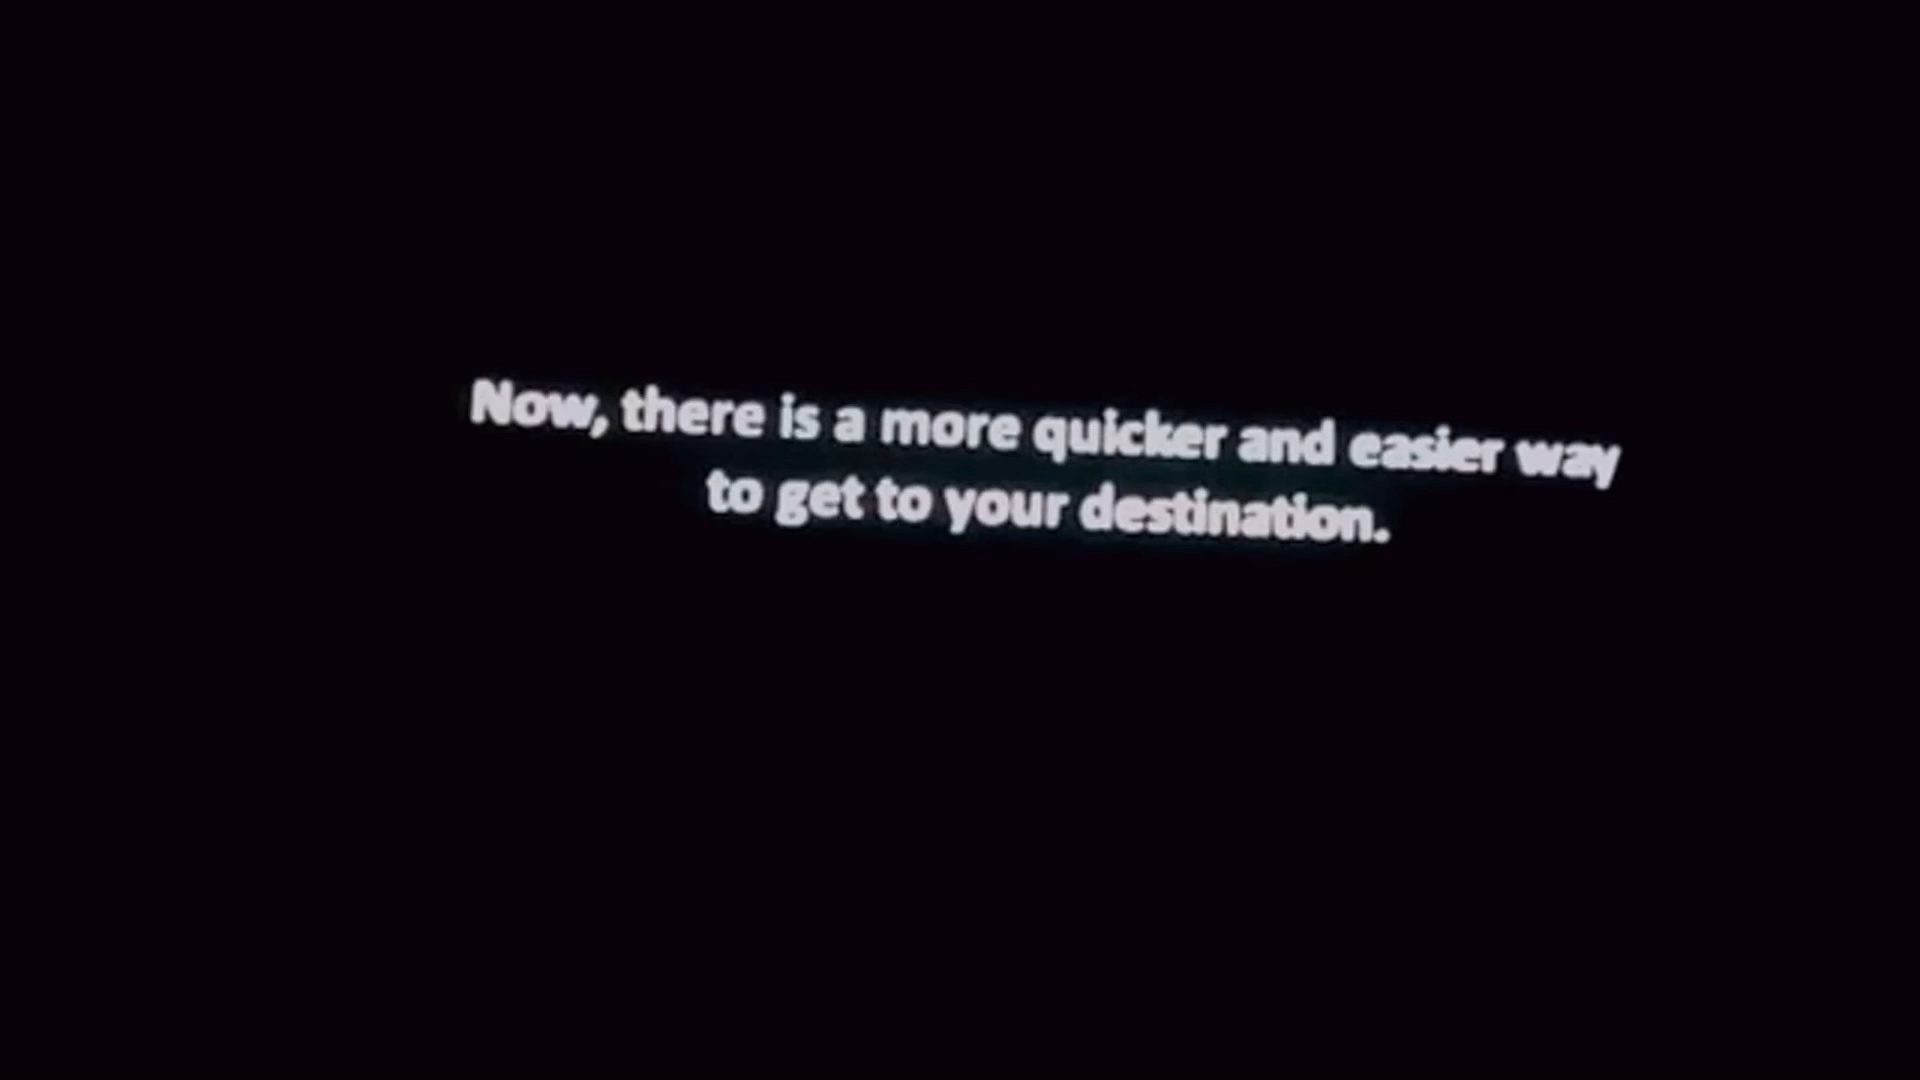 Now, there is a more quicker and easier way
to get to your destination.